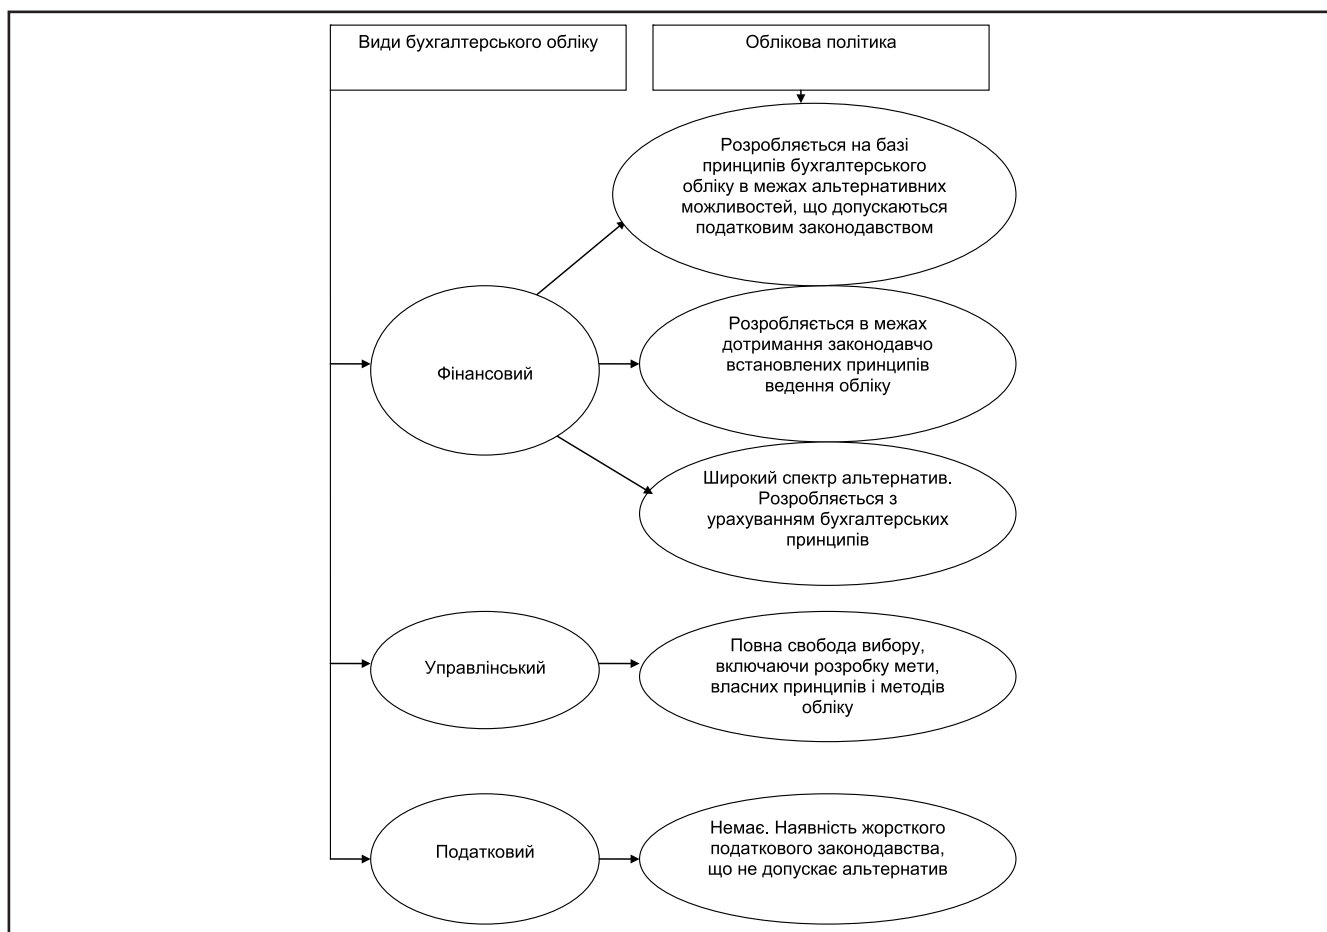 Види бухгалтерського обліку
Облікова політика
Розробляється на базі
принципів бухгалтерського
обліку в межах альтернативних
можливостей, що допускаються
податковим законодавством
Фінансовий
Розробляється в межах
дотримання законодавчо
встановлених принципів
ведення обліку
Широкий спектр альтернатив.
Розробляється з
урахуванням бухгалтерських
принципів
Управлінський
Повна свобода вибору,
включаючи розробку мети,
власних принципів і методів
обліку
Податковий
Немає. Наявність жорсткого
податкового законодавства,
що не допускає альтернатив